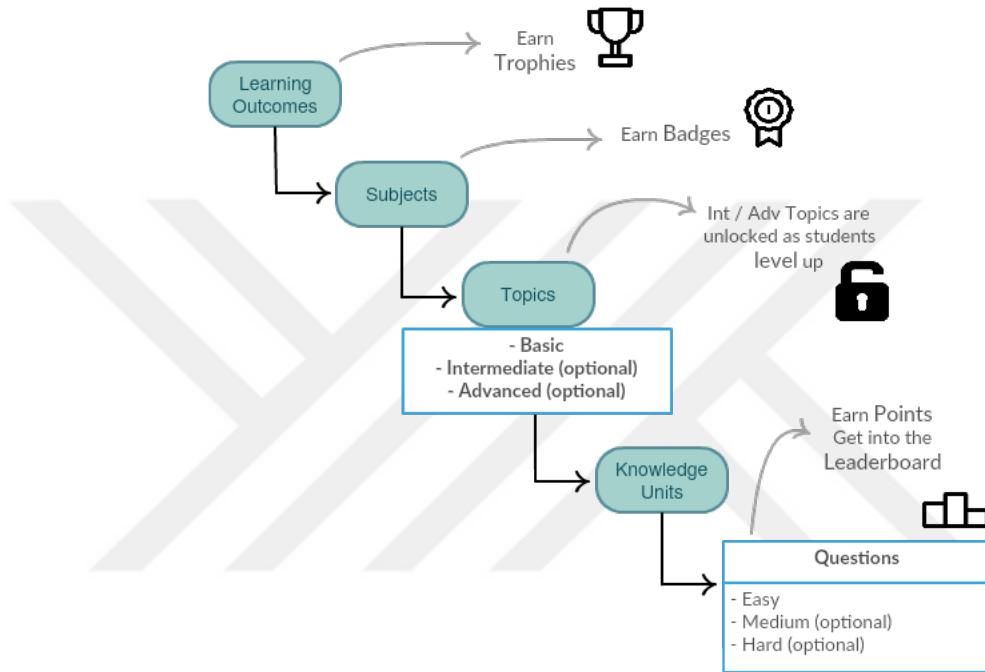 Earn
Trophies
Learning
Outcomes
Earn Badges
Subjects
Int / Adv Topics are
unlocked as students
level up
Topics
- Basic
- Intermediate (optional)
- Advanced (optional)
Earn Points
Get into the
Leaderboard
Knowledge
Units
Questions
- Easy
- Medium (optional)
- Hard (optional)